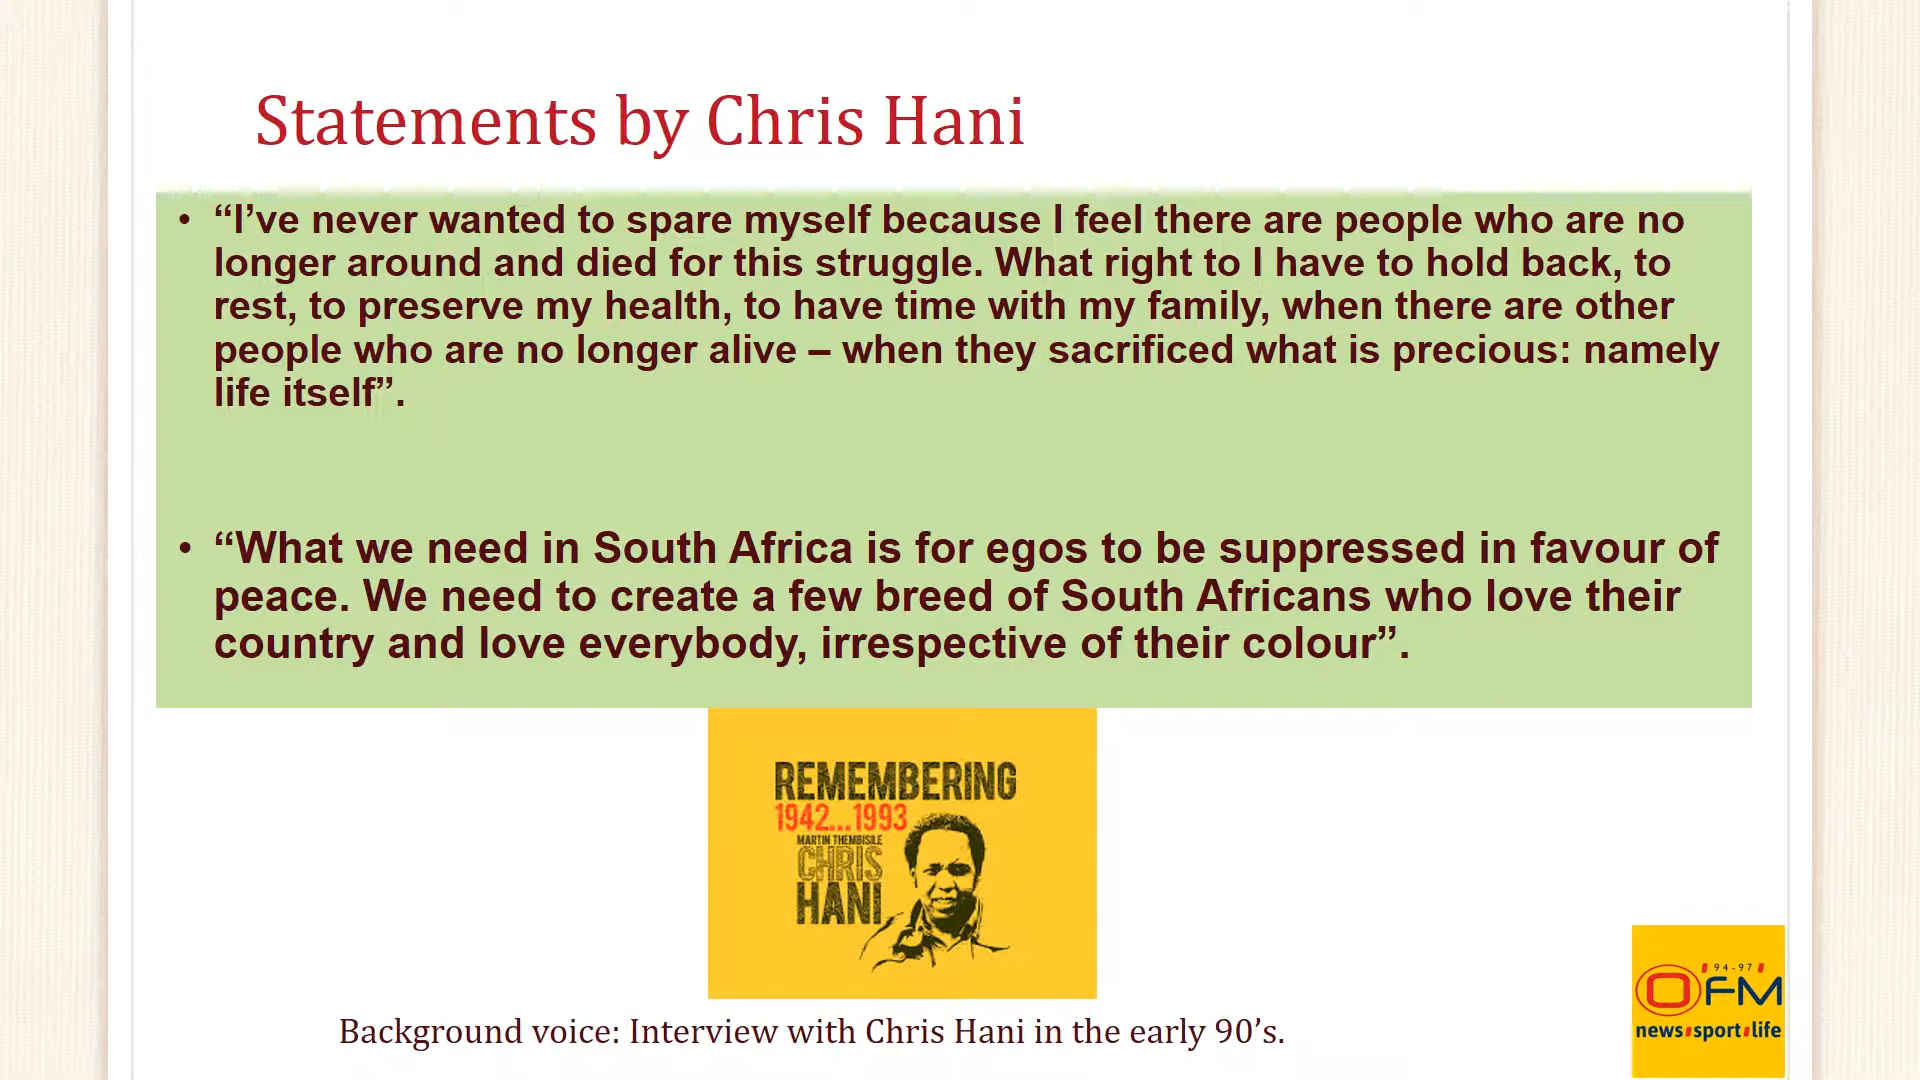 Statements by Chris Hani
• “I’ve never wanted to spare myself because I feel there are people who are no
longer around and died for this struggle. What right to I have to hold back, to
rest, to preserve my health, to have time with my family, when there are other
people who are no longer alive – when they sacrificed what is precious: namely
life itself”.
• “What we need in South Africa is for egos to be suppressed in favour of
peace. We need to create a few breed of South Africans who love their
country and love everybody, irrespective of their colour”.
REMEMBERING
1942...1993
MARTIN THEMBISILE
CHRIS
HANI
94-97
OFM
news sport life
Background voice: Interview with Chris Hani in the early 90’s.